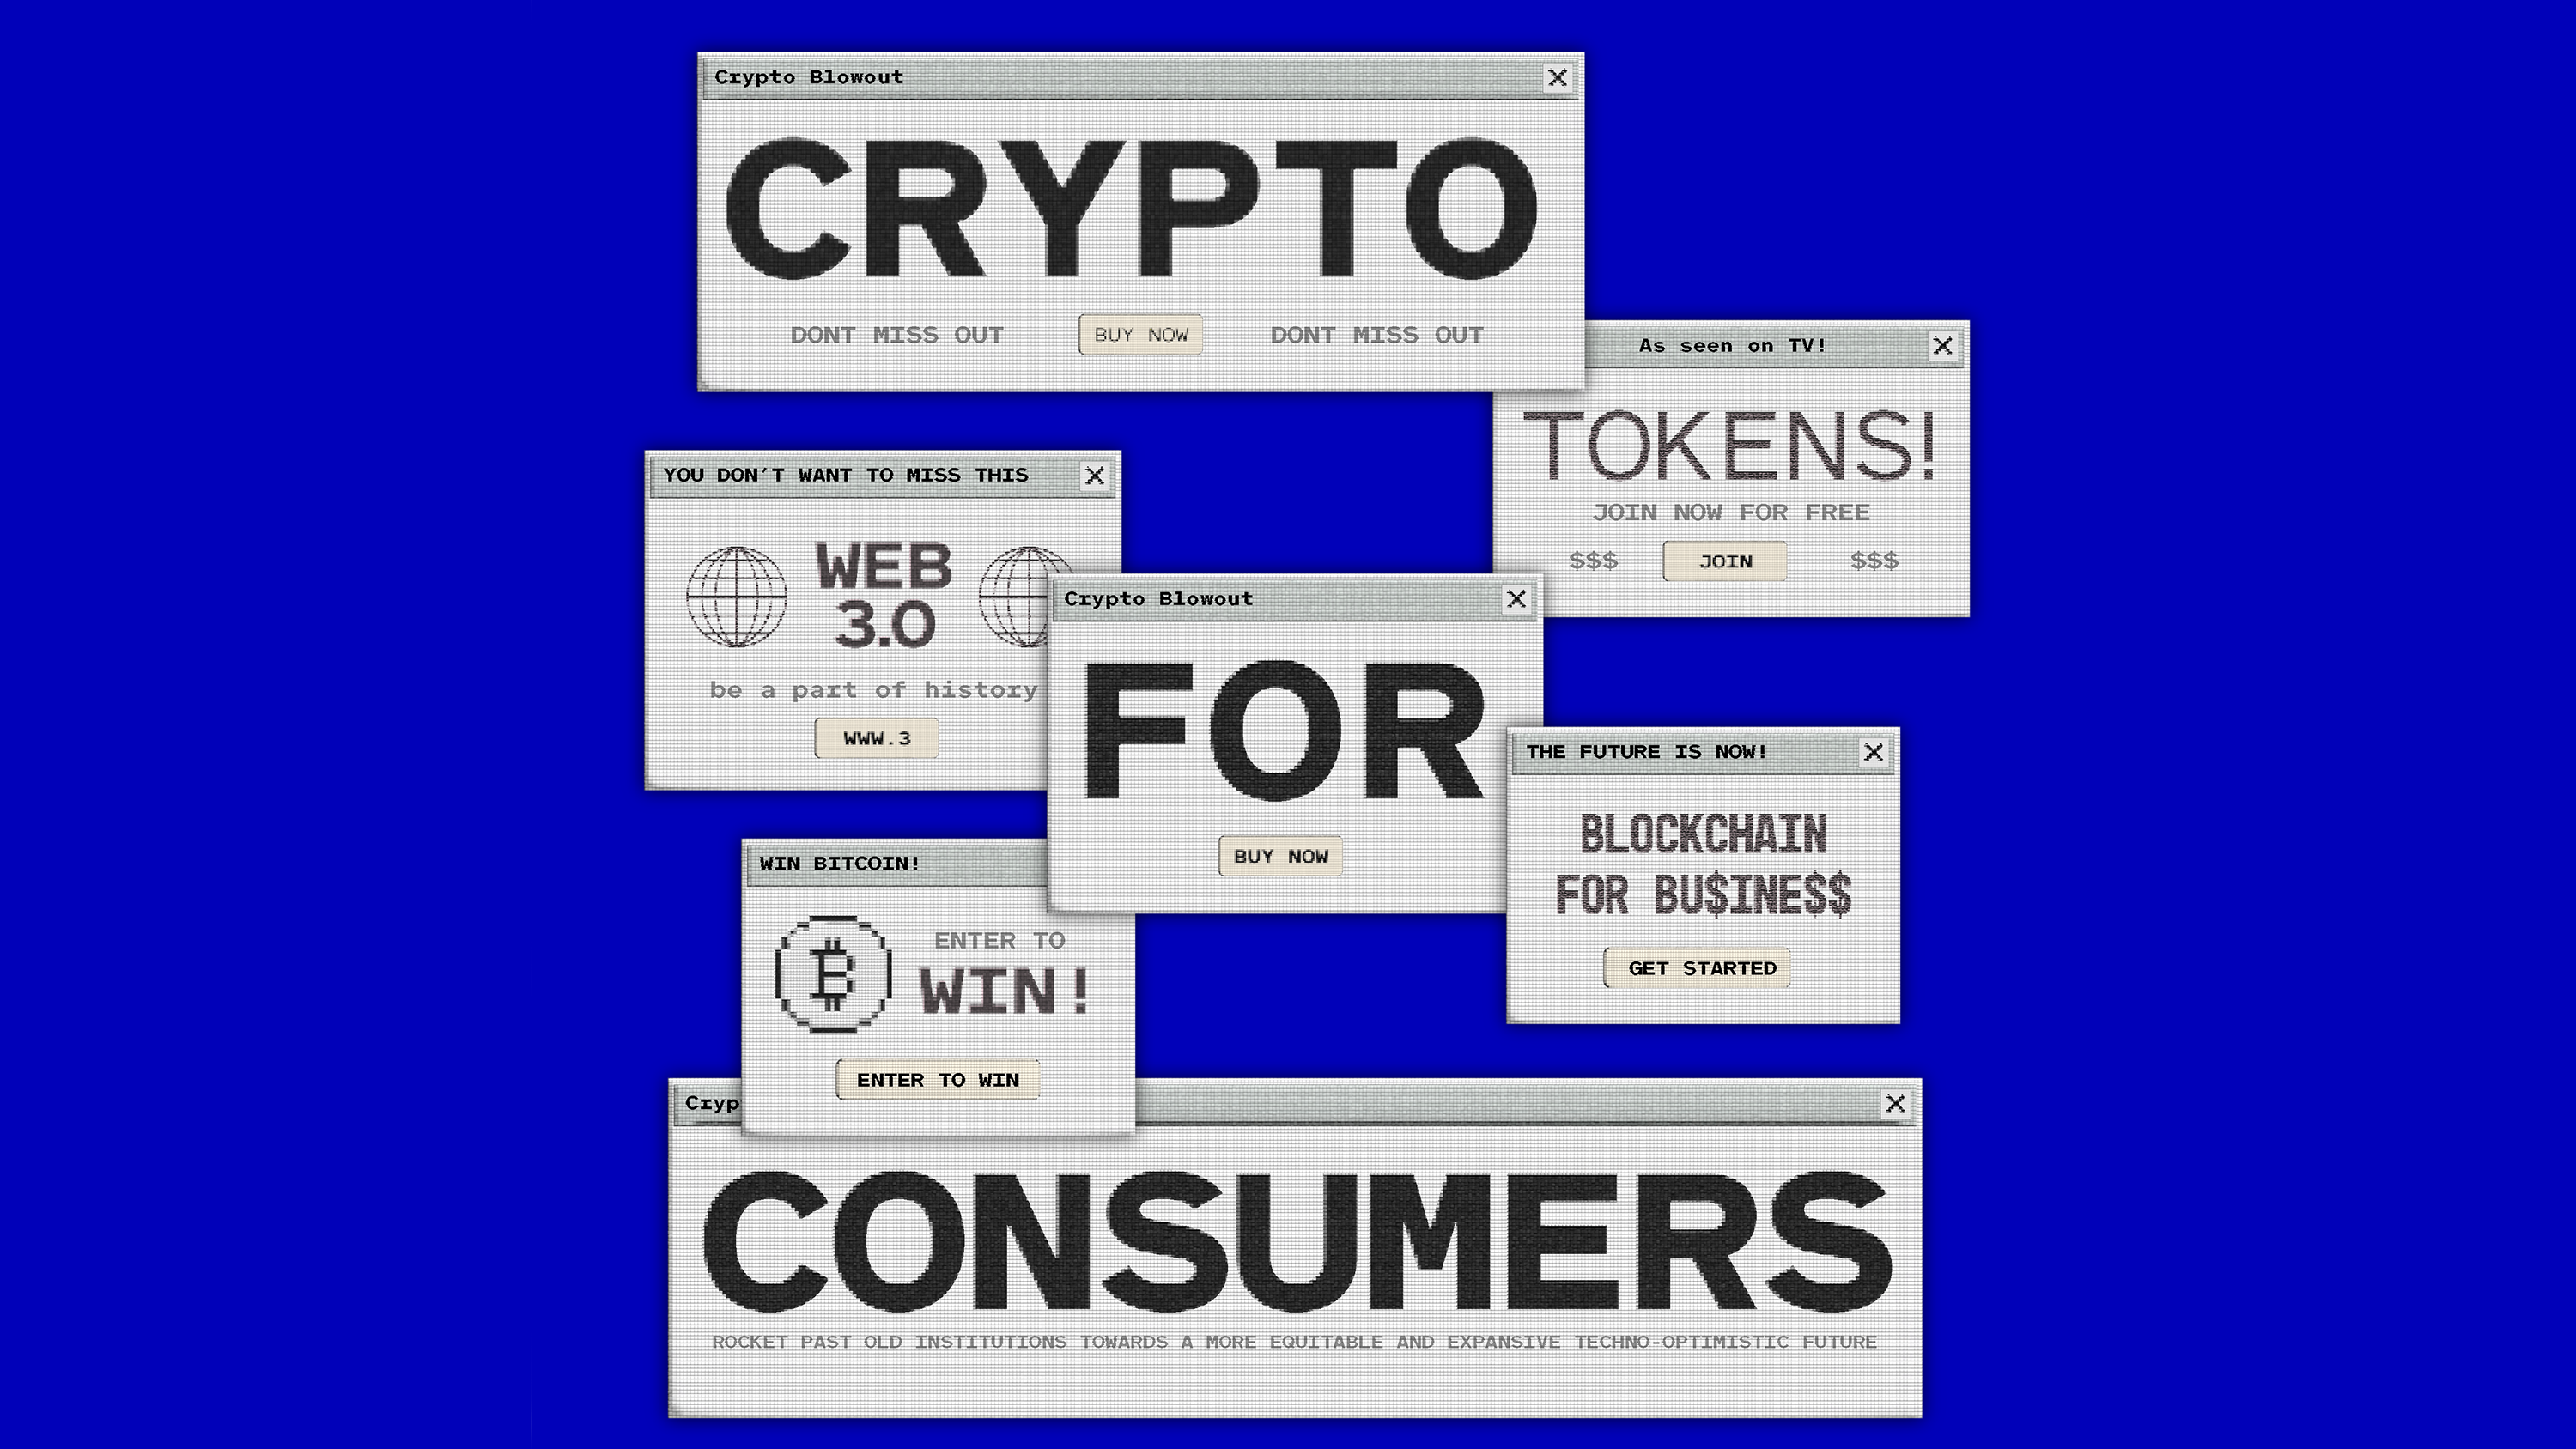 Crypto Blowout
CRYPTO
DONT MISS OUT
BUY NOW
DONT MISS OUT
As seen on TV!
TOKENS!
JOIN NOW FOR FREE
$$$
JOIN
$$$
YOU DON'T WANT TO MISS THIS
WEB
3.0
be a part of history
WWW.3
Crypto Blowout
FOR
BUY NOW
THE FUTURE IS NOW!
BLOCKCHAIN
FOR BU$INE$$
GET STARTED
WIN BITCOIN!
ENTER TO
WIN!
ENTER TO WIN
Cryp
CONSUMERS
ROCKET PAST OLD INSTITUTIONS TOWARDS A MORE EQUITABLE AND EXPANSIVE TECHNO-OPTIMISTIC FUTURE